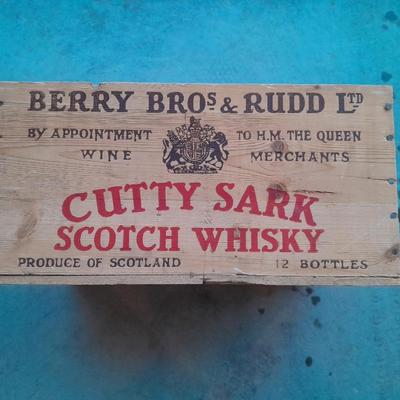 BERRY BROS & RUDD LTD
BY APPOINTMENT TO H.M. THE QUEEN
WINE MERCHANTS
CUTTY SARK
SCOTCH WHISKY
PRODUCE OF SCOTLAND 12 BOTTLES